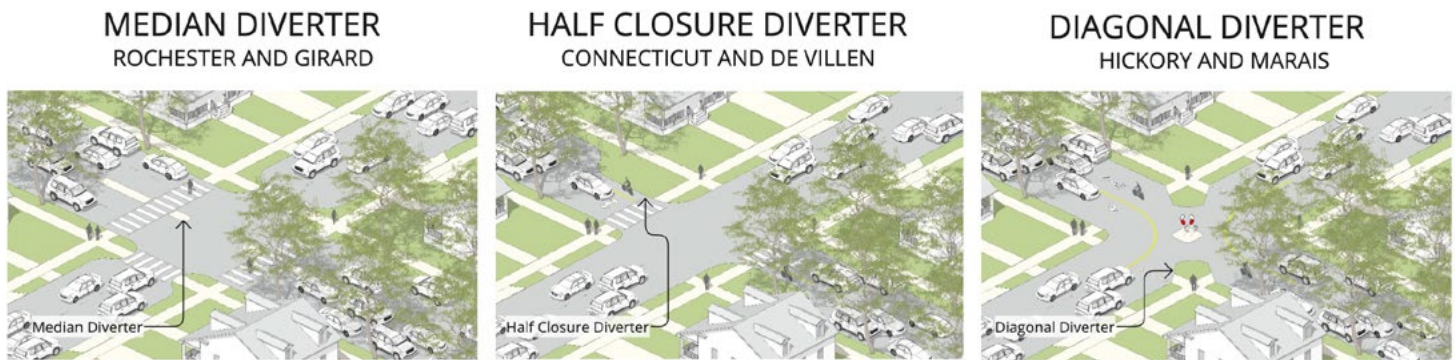 MEDIAN DIVERTER
ROCHESTER AND GIRARD
Median Diverter
HALF CLOSURE DIVERTER
CONNECTICUT AND DE VILLEN
Half Closure Diverter
DIAGONAL DIVERTER
HICKORY AND MARAIS
Diagonal Diverter